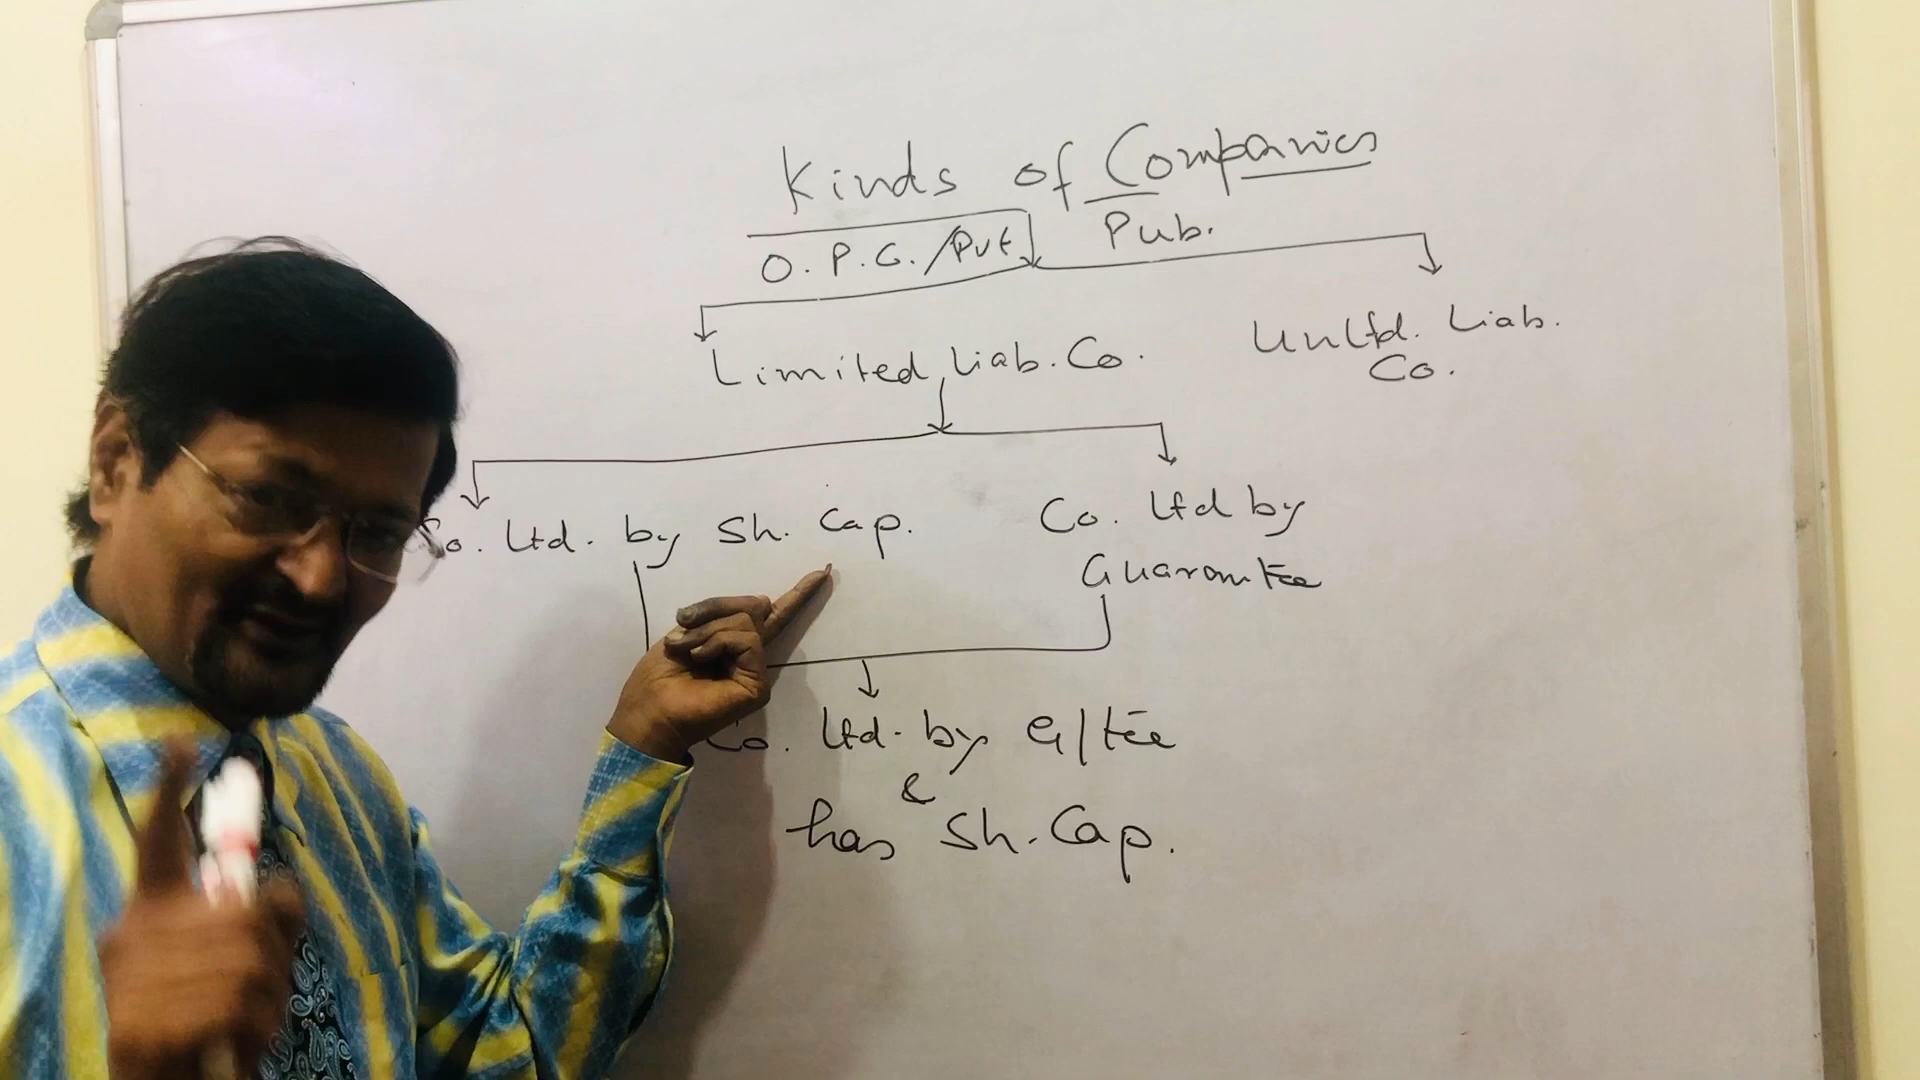 Kinds of Companies
O.P.C./Pvt Pub.
Limited Liab. Co. Unltd. Liab.
Co.
Co. Ltd. by Sh. Cap. Co. Ltd by
Guarantee
Co. Ltd. by G/tee
&
has Sh. Cap.